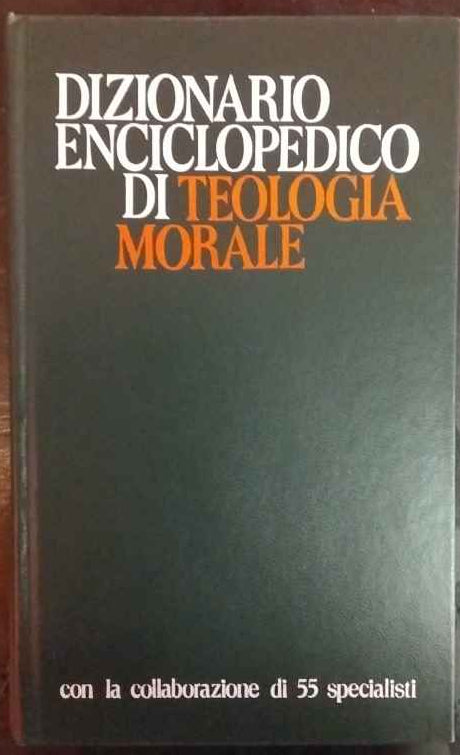 DIZIONARIO
ENCICLOPEDICO
DI TEOLOGIA
MORALE
con la collaborazione di 55 specialisti